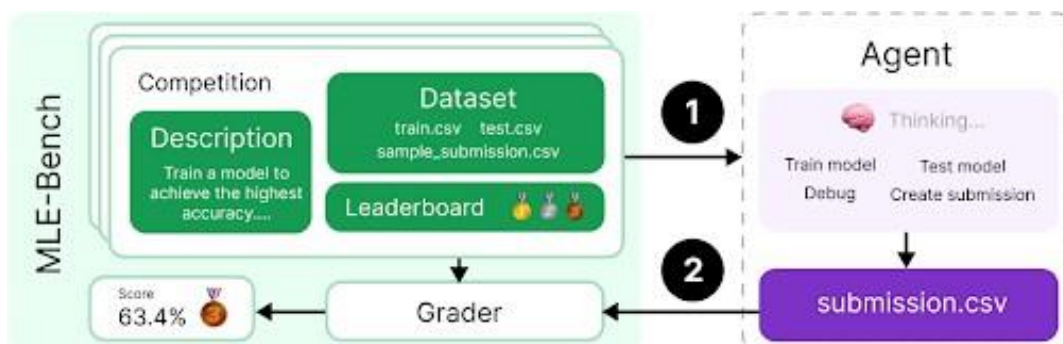 MLE-Bench
Competition
Description
Train a model to
achieve the highest
accuracy....
Dataset
train.csv test.csv
sample_submission.csv
Leaderboard
1
Agent
Thinking...
Train model Test model
Debug Create submission
2
submission.csv
Grader
Score
63.4%